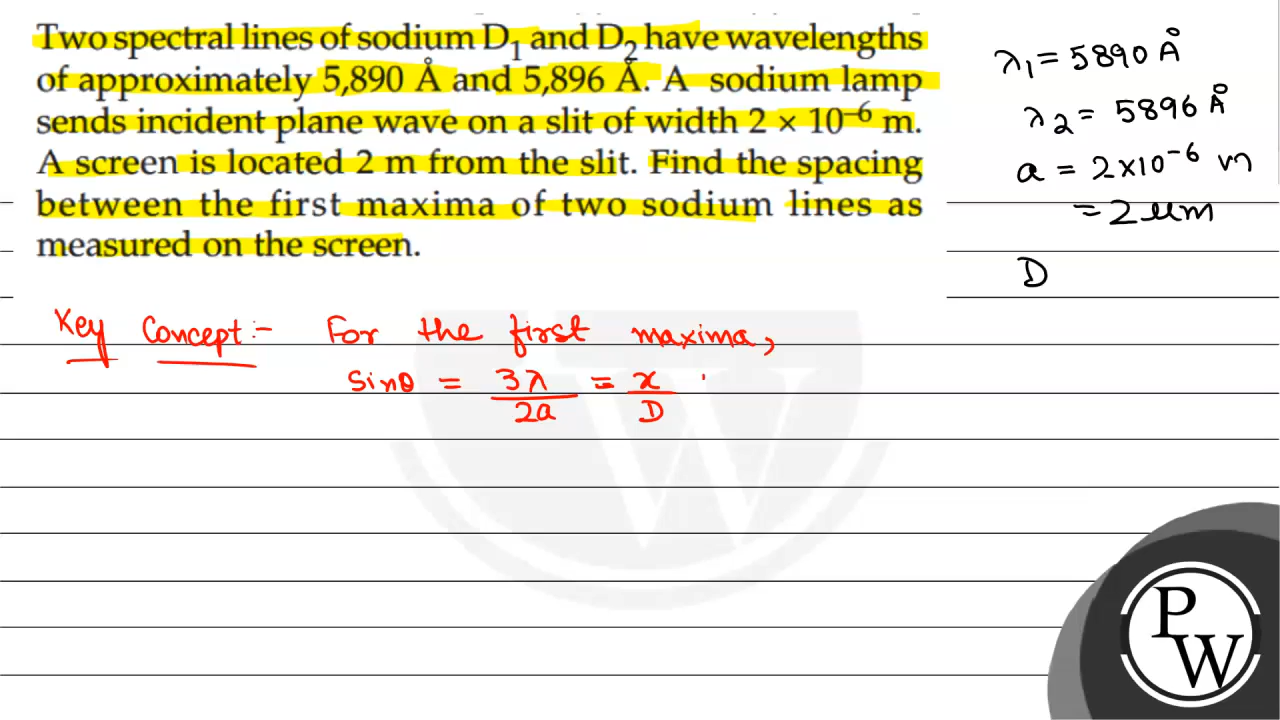 Two spectral lines of sodium D₁ and D₂ have wavelengths
of approximately 5,890 Å and 5,896 Å. A sodium lamp
sends incident plane wave on a slit of width 2 × 10⁻⁶ m.
A screen is located 2 m from the slit. Find the spacing
between the first maxima of two sodium lines as
measured on the screen.
λ₁ = 5890 Å
λ₂ = 5896 Å
a = 2×10⁻⁶ m
= 2 μm
D
Key Concept :- For the first maxima,
Sinθ = 3λ/2a = x/D
P
W